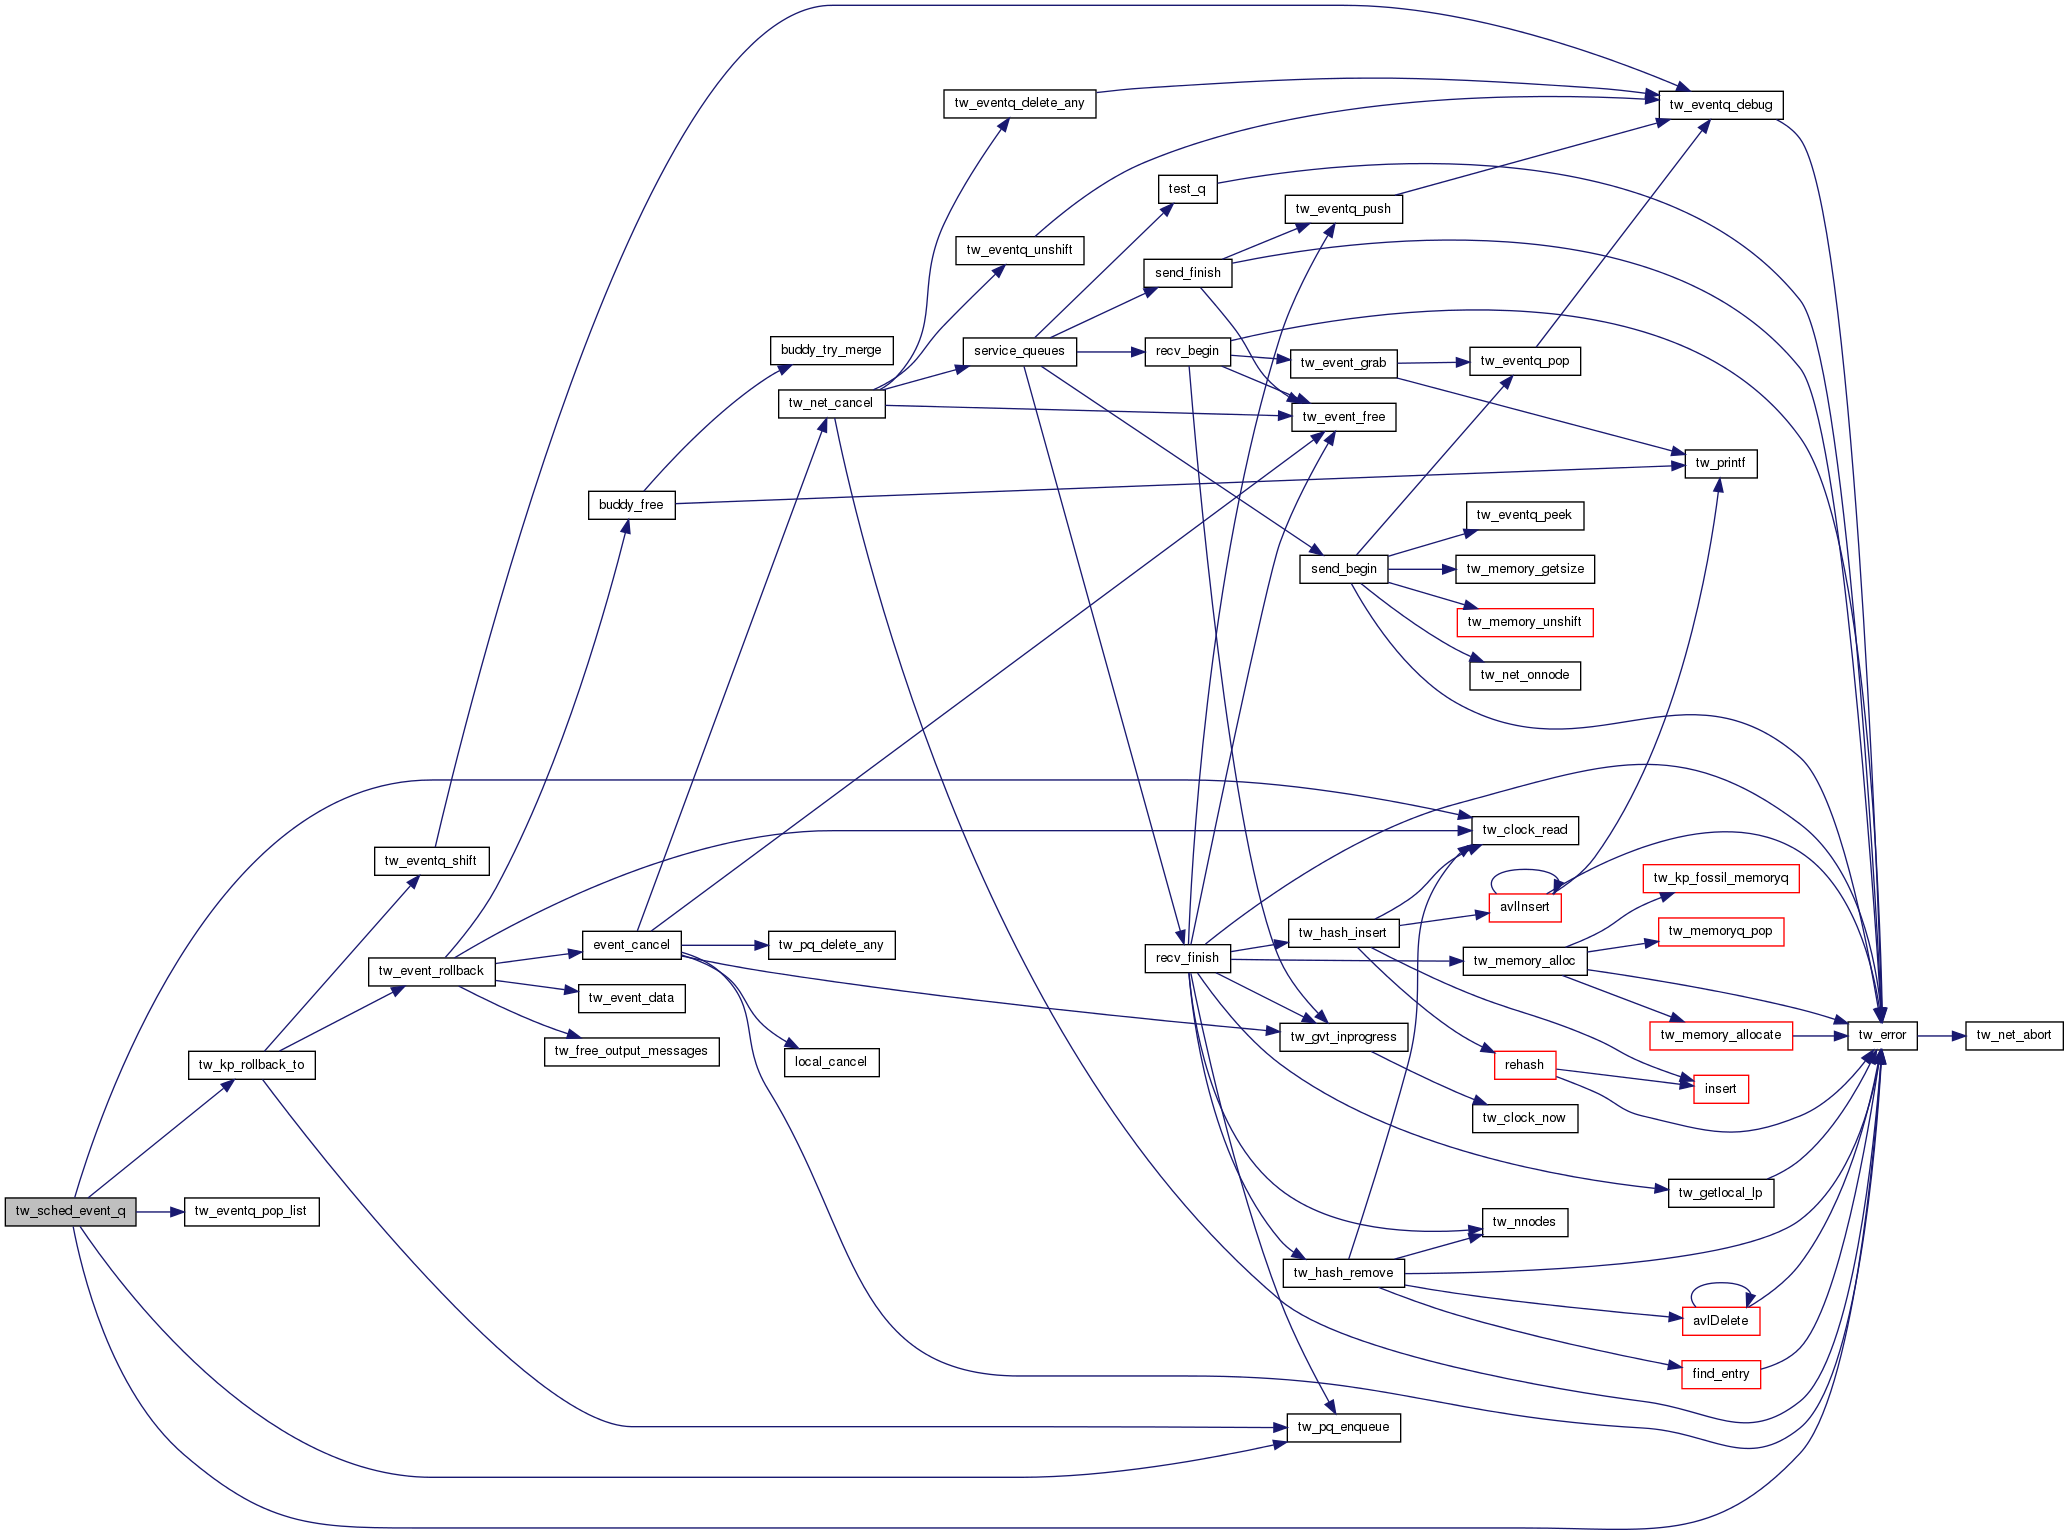 tw_eventq_delete_any
tw_eventq_debug
test_q
tw_eventq_push
tw_eventq_unshift
send_finish
buddy_try_merge
service_queues
recv_begin
tw_event_grab
tw_eventq_pop
tw_net_cancel
tw_event_free
tw_printf
buddy_free
tw_eventq_peek
send_begin
tw_memory_getsize
tw_memory_unshift
tw_net_onnode
tw_clock_read
tw_eventq_shift
tw_kp_fossil_memoryq
avlInsert
tw_hash_insert
tw_memoryq_pop
event_cancel
tw_pq_delete_any
recv_finish
tw_memory_alloc
tw_event_rollback
tw_event_data
tw_gvt_inprogress
tw_memory_allocate
tw_error
tw_net_abort
tw_free_output_messages
tw_kp_rollback_to
local_cancel
rehash
insert
tw_clock_now
tw_getlocal_lp
tw_sched_event_q
tw_eventq_pop_list
tw_nnodes
tw_hash_remove
avlDelete
find_entry
tw_pq_enqueue